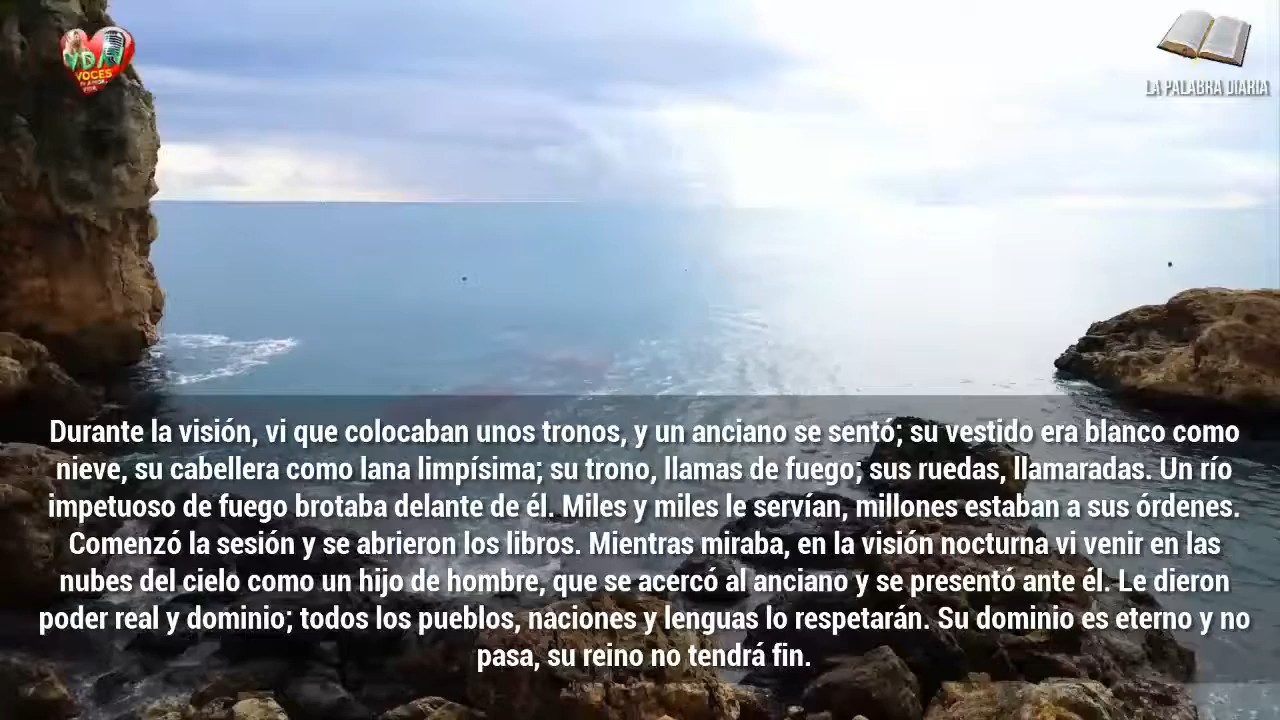 VDA
VOCES
LA PALABRA DIARIA
Durante la visión, vi que colocaban unos tronos, y un anciano se sentó; su vestido era blanco como
nieve, su cabellera como lana limpísima; su trono, llamas de fuego; sus ruedas, llamaradas. Un río
impetuoso de fuego brotaba delante de él. Miles y miles le servían, millones estaban a sus órdenes.
Comenzó la sesión y se abrieron los libros. Mientras miraba, en la visión nocturna vi venir en las
nubes del cielo como un hijo de hombre, que se acercó al anciano y se presentó ante él. Le dieron
poder real y dominio; todos los pueblos, naciones y lenguas lo respetarán. Su dominio es eterno y no
pasa, su reino no tendrá fin.